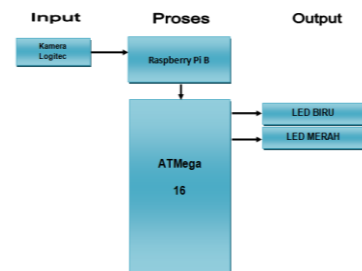 Input Proses Output
Kamera
Logitec
Raspberry Pi B
LED BIRU
LED MERAH
ATMega
16